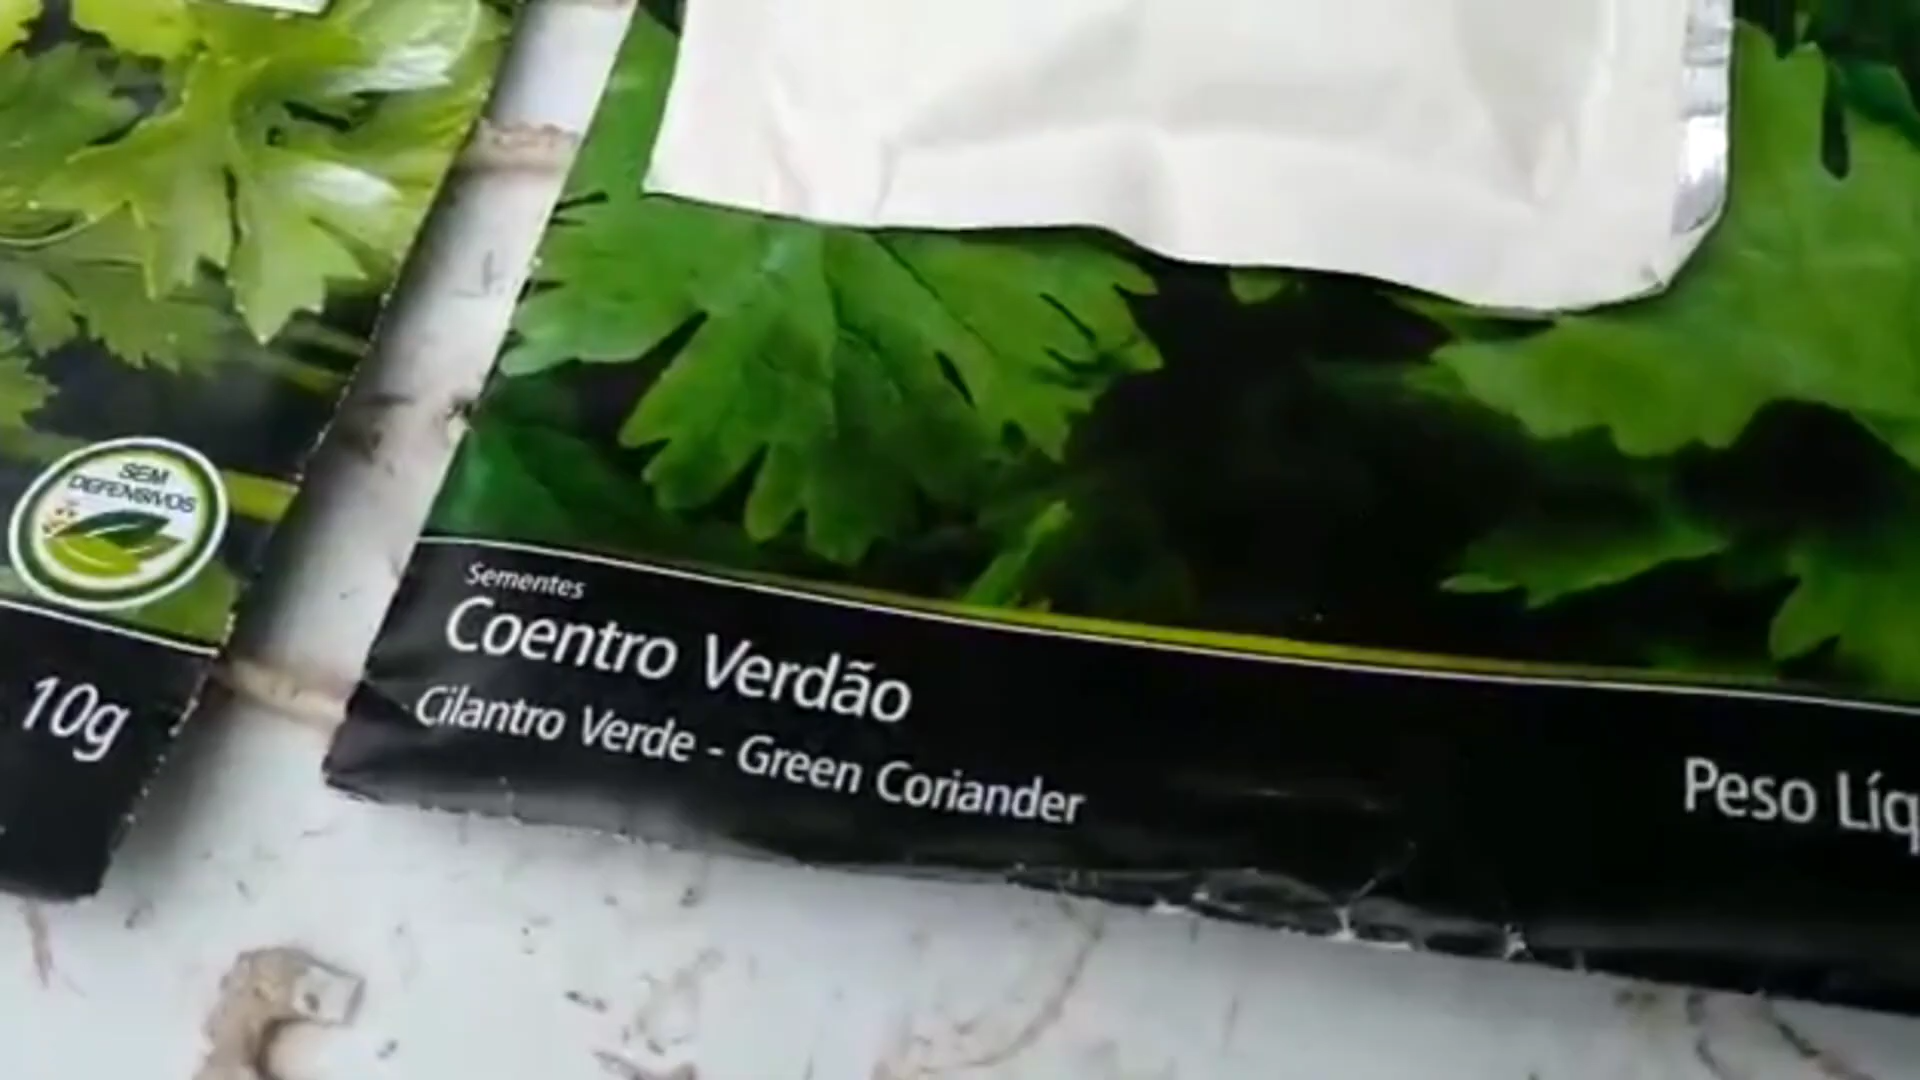 SEM
DEFENSIVOS
10g
Sementes
Coentro Verdão
Cilantro Verde - Green Coriander
Peso Líq